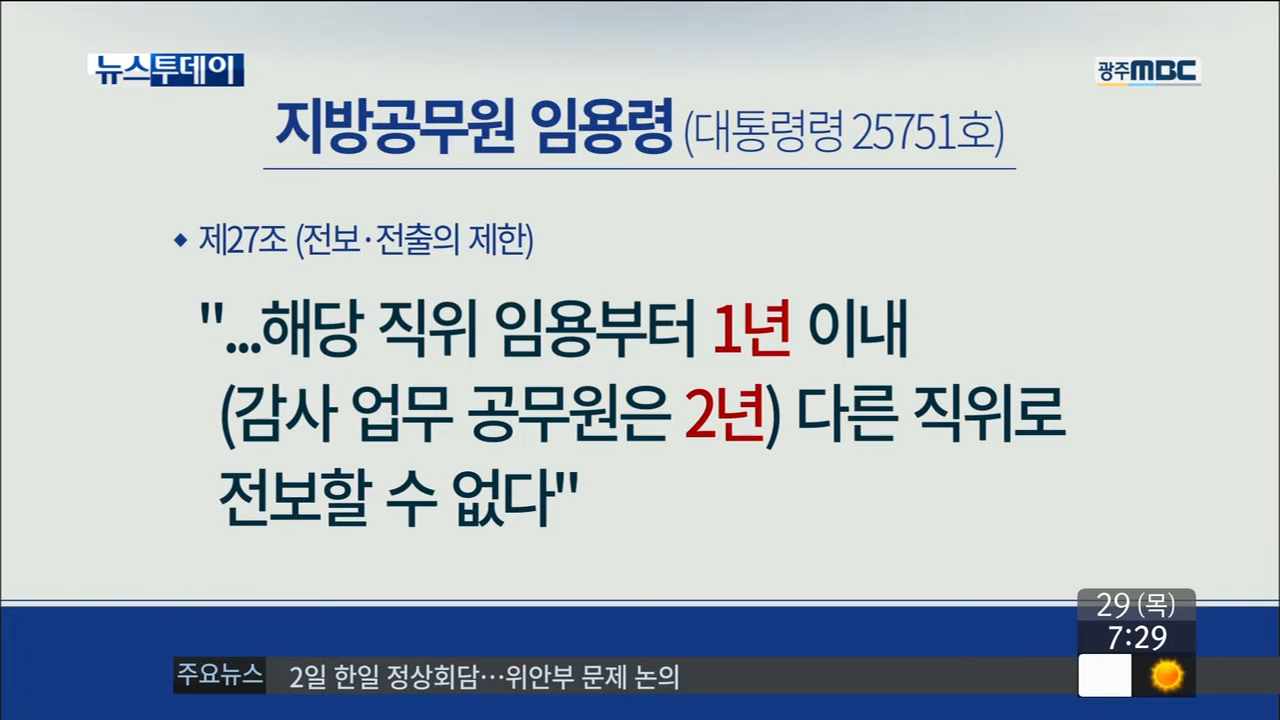 뉴스투데이
광주MBC
지방공무원 임용령 (대통령령 25751호)
◆ 제27조 (전보·전출의 제한)
"...해당 직위 임용부터 1년 이내
(감사 업무 공무원은 2년) 다른 직위로
전보할 수 없다"
29 (목)
7:29
주요뉴스 2일 한일 정상회담…위안부 문제 논의